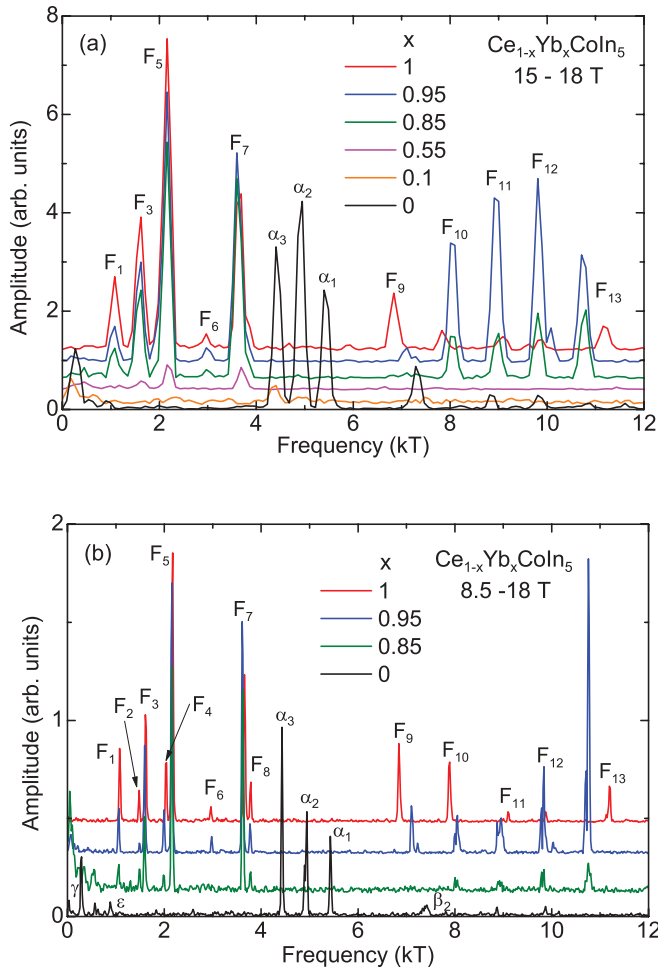 (a)
x
1
0.95
0.85
0.55
0.1
0
Ce1-xYbxCoIn5
15 - 18 T
F1
F3
F5
F6
F7
α3
α2
α1
F9
F10
F11
F12
F13
8
6
4
2
0
Amplitude (arb. units)
0 2 4 6 8 10 12
Frequency (kT)
(b)
x
1
0.95
0.85
0
Ce1-xYbxCoIn5
8.5 -18 T
F1
F2
F3
F5
F4
F6
F7
F8
α3
α2
α1
F9
F10
F11
F12
F13
γ
ε
β2
2
1
0
Amplitude (arb. units)
0 2 4 6 8 10 12
Frequency (kT)